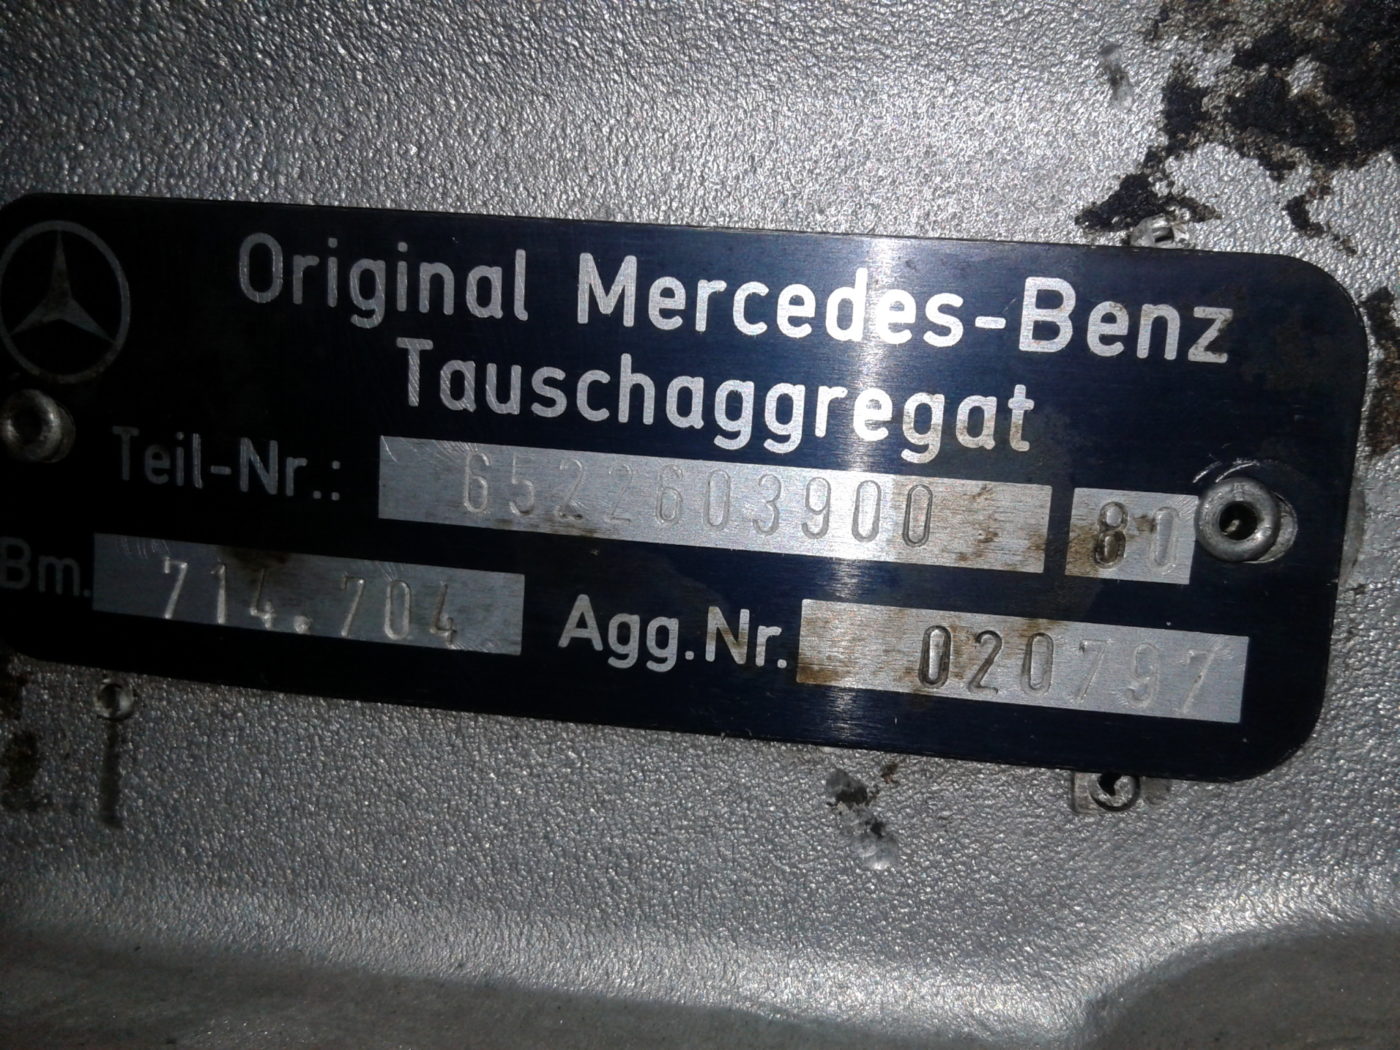 Original Mercedes-Benz
Tauschaggregat
Teil-Nr.: 6522603900 80
Bm. 714.704 Agg.Nr. 020797